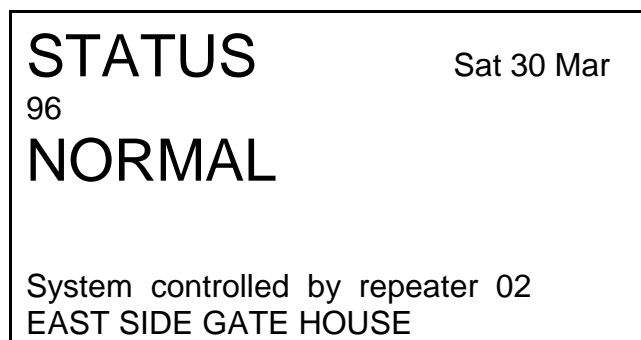 STATUS Sat 30 Mar
96
NORMAL
System controlled by repeater 02
EAST SIDE GATE HOUSE